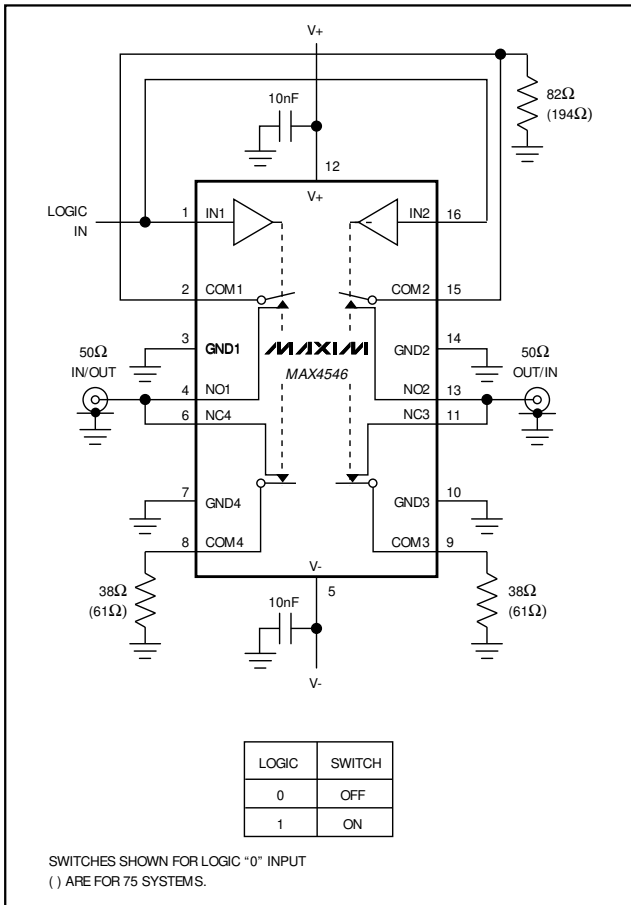 V+
10nF
82Ω
(194Ω)
12
V+
LOGIC
IN
1
IN1
IN2
16
2
COM1
COM2
15
3
GND1
MAXIM
MAX4546
GND2
14
50Ω
IN/OUT
50Ω
OUT/IN
4
NO1
NO2
13
6
NC4
NC3
11
7
GND4
GND3
10
8
COM4
COM3
9
V-
5
38Ω
(61Ω)
38Ω
(61Ω)
10nF
V-
LOGIC SWITCH
0 OFF
1 ON
SWITCHES SHOWN FOR LOGIC “0” INPUT
( ) ARE FOR 75 SYSTEMS.